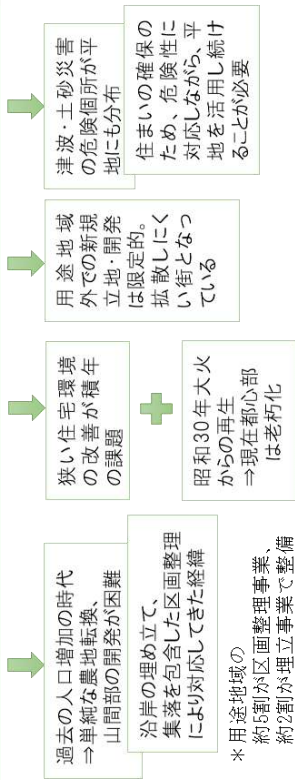 過去の人口増加の時代
⇒単純な農地転換、
山間部の開発が困難
沿岸の埋め立て、
集落を包含した区画整理
により対応してきた経緯
＊用途地域の
約5割が区画整理事業、
約2割が埋立事業で整備
狭い住宅環境
の改善が積年
の課題
昭和30年大火
からの再生
⇒現在都心部
は老朽化
用途地域
外での新規
立地・開発
は限定的。
拡散しにく
い街となっ
ている
津波・土砂災害
の危険個所が平
地にも分布
住まいの確保の
ため、危険性に
対応しながら、平
地を活用し続け
ることが必要